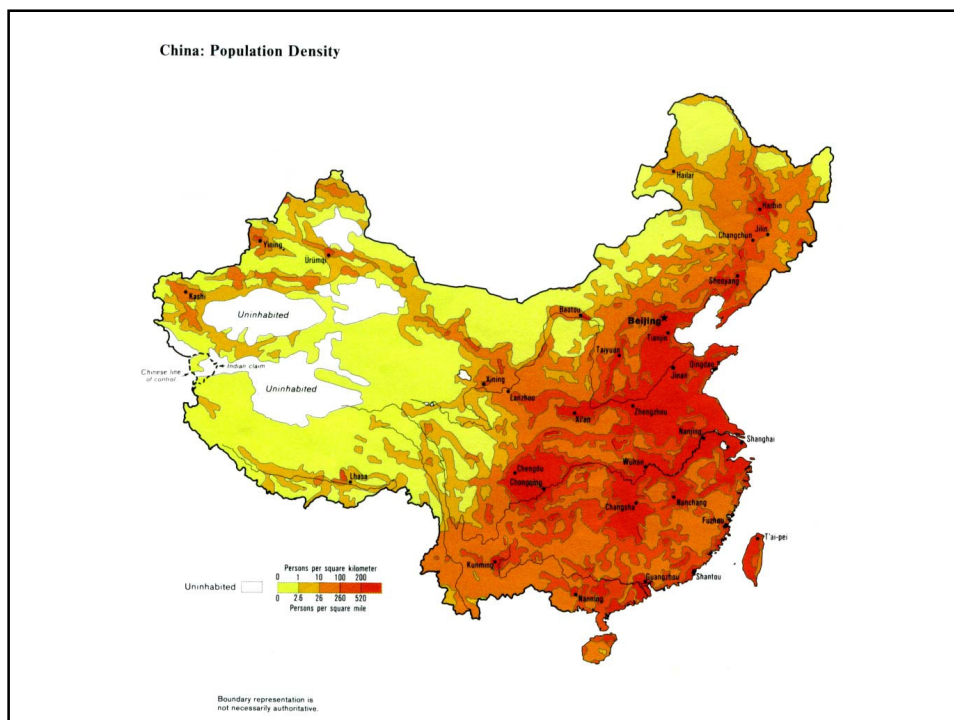 China: Population Density
Hailar
Harbin
Jilin
Changchun
Shenyang
Yining
Ürümqi
Kashi
Uninhabited
Baotou
Beijing
Tianjin
Taiyuan
Indian claim
Chinese line
of control
Uninhabited
Xining
Lanzhou
Jinan
Qingdao
Zhengzhou
Xi'an
Nanjing
Shanghai
Wuhan
Lhasa
Chengdu
Chongqing
Changsha
Nanchang
Fuzhou
T'ai-pei
Kunming
Guangzhou
Shantou
Nanning
Persons per square kilometer
0 1 10 100 200
Uninhabited
0 2.6 26 260 520
Persons per square mile
Boundary representation is
not necessarily authoritative.